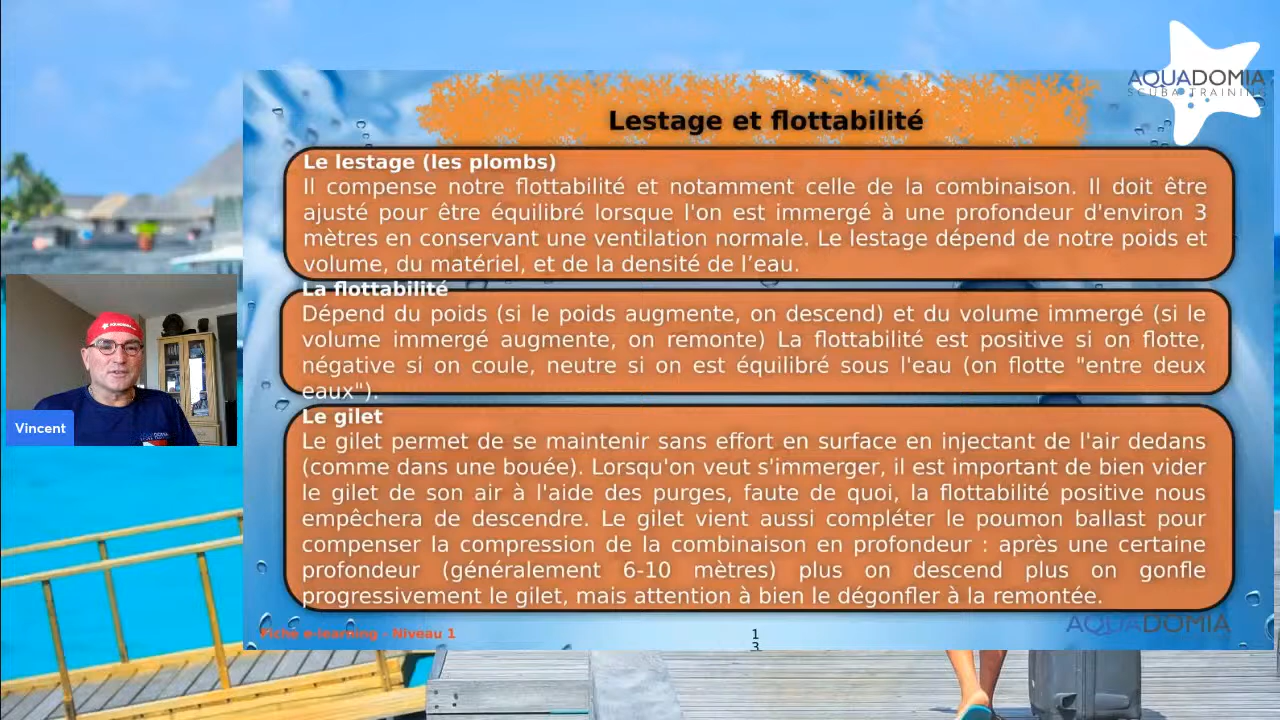 AQUADOMIA
SCUBA TRAINING
Lestage et flottabilité
Le lestage (les plombs)
Il compense notre flottabilité et notamment celle de la combinaison. Il doit être
ajusté pour être équilibré lorsque l'on est immergé à une profondeur d'environ 3
mètres en conservant une ventilation normale. Le lestage dépend de notre poids et
volume, du matériel, et de la densité de l’eau.
La flottabilité
Dépend du poids (si le poids augmente, on descend) et du volume immergé (si le
volume immergé augmente, on remonte) La flottabilité est positive si on flotte,
négative si on coule, neutre si on est équilibre sous l'eau (on flotte "entre deux
eaux").
Le gilet
Le gilet permet de se maintenir sans effort en surface en injectant de l'air dedans
(comme dans une bouée). Lorsqu'on veut s'immerger, il est important de bien vider
le gilet de son air à l'aide des purges, faute de quoi, la flottabilité positive nous
empêchera de descendre. Le gilet vient aussi compléter le poumon ballast pour
compenser la compression de la combinaison en profondeur : après une certaine
profondeur (généralement 6-10 mètres) plus on descend plus on gonfle
progressivement le gilet, mais attention à bien le dégonfler à la remontée.
Vincent
Fiche e-learning - Niveau 1
1
3
AQUADOMIA